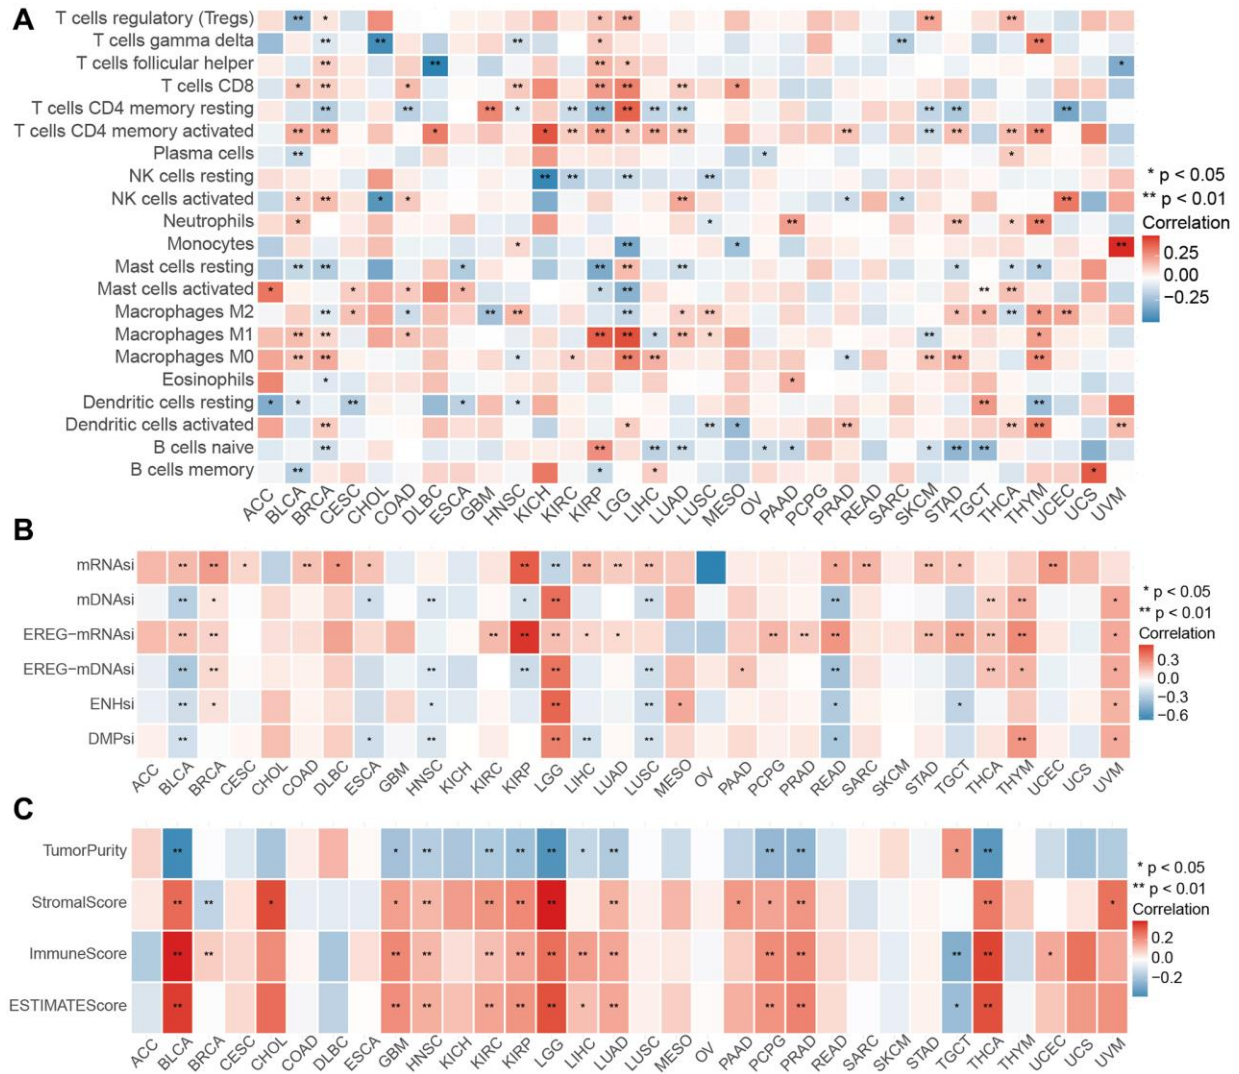 A
T cells regulatory (Tregs) ** * * ** ** **
T cells gamma delta ** ** ** * ** **
T cells follicular helper ** ** ** * *
T cells CD8 * ** * ** ** ** ** *
T cells CD4 memory resting ** ** ** * ** ** ** ** ** ** ** **
T cells CD4 memory activated ** ** * * ** ** * ** ** ** ** ** ** **
Plasma cells ** * *
NK cells resting ** ** ** **
NK cells activated * ** * * ** * * **
Neutrophils * * ** ** * **
Monocytes * ** * **
Mast cells resting ** ** * ** ** ** * * *
Mast cells activated * * * * * ** ** **
Macrophages M2 ** * * ** ** ** * ** * * ** * **
Macrophages M1 ** ** * ** ** * ** * ** *
Macrophages M0 ** ** * * ** ** * ** ** **
Eosinophils * *
Dendritic cells resting * * ** * * ** **
Dendritic cells activated ** * ** * ** ** ** **
B cells naive ** ** ** ** * * * ** **
B cells memory ** * * *
ACC BLCA BRCA CESC CHOL COAD DLBC ESCA GBM HNSC KICH KIRC KIRP LGG LIHC LUAD LUSC MESO OV PAAD PCPG PRAD READ SARC SKCM STAD TGCT THCA THYM UCEC UCS UVM
* p < 0.05
** p < 0.01
Correlation
0.25
0.00
−0.25
B
mRNAsi ** ** * ** * * ** ** ** ** ** * ** ** * **
mDNAsi ** * * ** * ** ** ** ** ** *
EREG−mRNAsi ** ** ** ** ** * * ** ** ** ** ** ** ** *
EREG−mDNAsi ** ** ** ** ** ** * ** ** * *
ENHsi ** * * ** ** * * * *
DMPsi ** * ** ** ** ** * ** *
ACC BLCA BRCA CESC CHOL COAD DLBC ESCA GBM HNSC KICH KIRC KIRP LGG LIHC LUAD LUSC MESO OV PAAD PCPG PRAD READ SARC SKCM STAD TGCT THCA THYM UCEC UCS UVM
* p < 0.05
** p < 0.01
Correlation
0.3
0.0
−0.3
−0.6
C
TumorPurity ** * ** ** ** ** * ** ** ** * **
StromalScore ** ** * * ** ** ** ** ** * * ** ** *
ImmuneScore ** ** ** ** ** ** ** ** ** ** ** ** ** *
ESTIMATEScore ** ** ** ** ** ** * ** ** ** * **
ACC BLCA BRCA CESC CHOL COAD DLBC ESCA GBM HNSC KICH KIRC KIRP LGG LIHC LUAD LUSC MESO OV PAAD PCPG PRAD READ SARC SKCM STAD TGCT THCA THYM UCEC UCS UVM
* p < 0.05
** p < 0.01
Correlation
0.2
0.0
−0.2